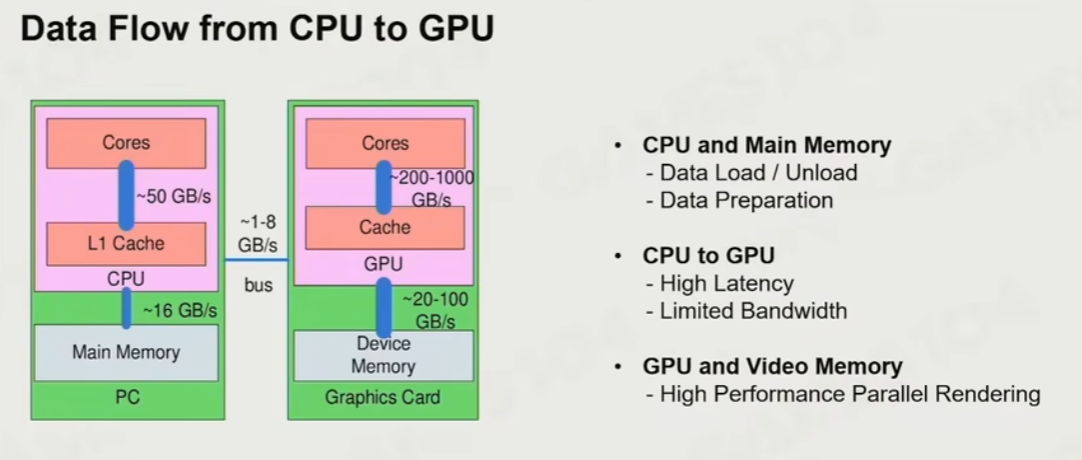 Data Flow from CPU to GPU
Cores
~50 GB/s
L1 Cache
CPU
~16 GB/s
Main Memory
PC
~1-8
GB/s
bus
Cores
~200-1000
GB/s
Cache
GPU
~20-100
GB/s
Device
Memory
Graphics Card
• CPU and Main Memory
- Data Load / Unload
- Data Preparation
• CPU to GPU
- High Latency
- Limited Bandwidth
• GPU and Video Memory
- High Performance Parallel Rendering